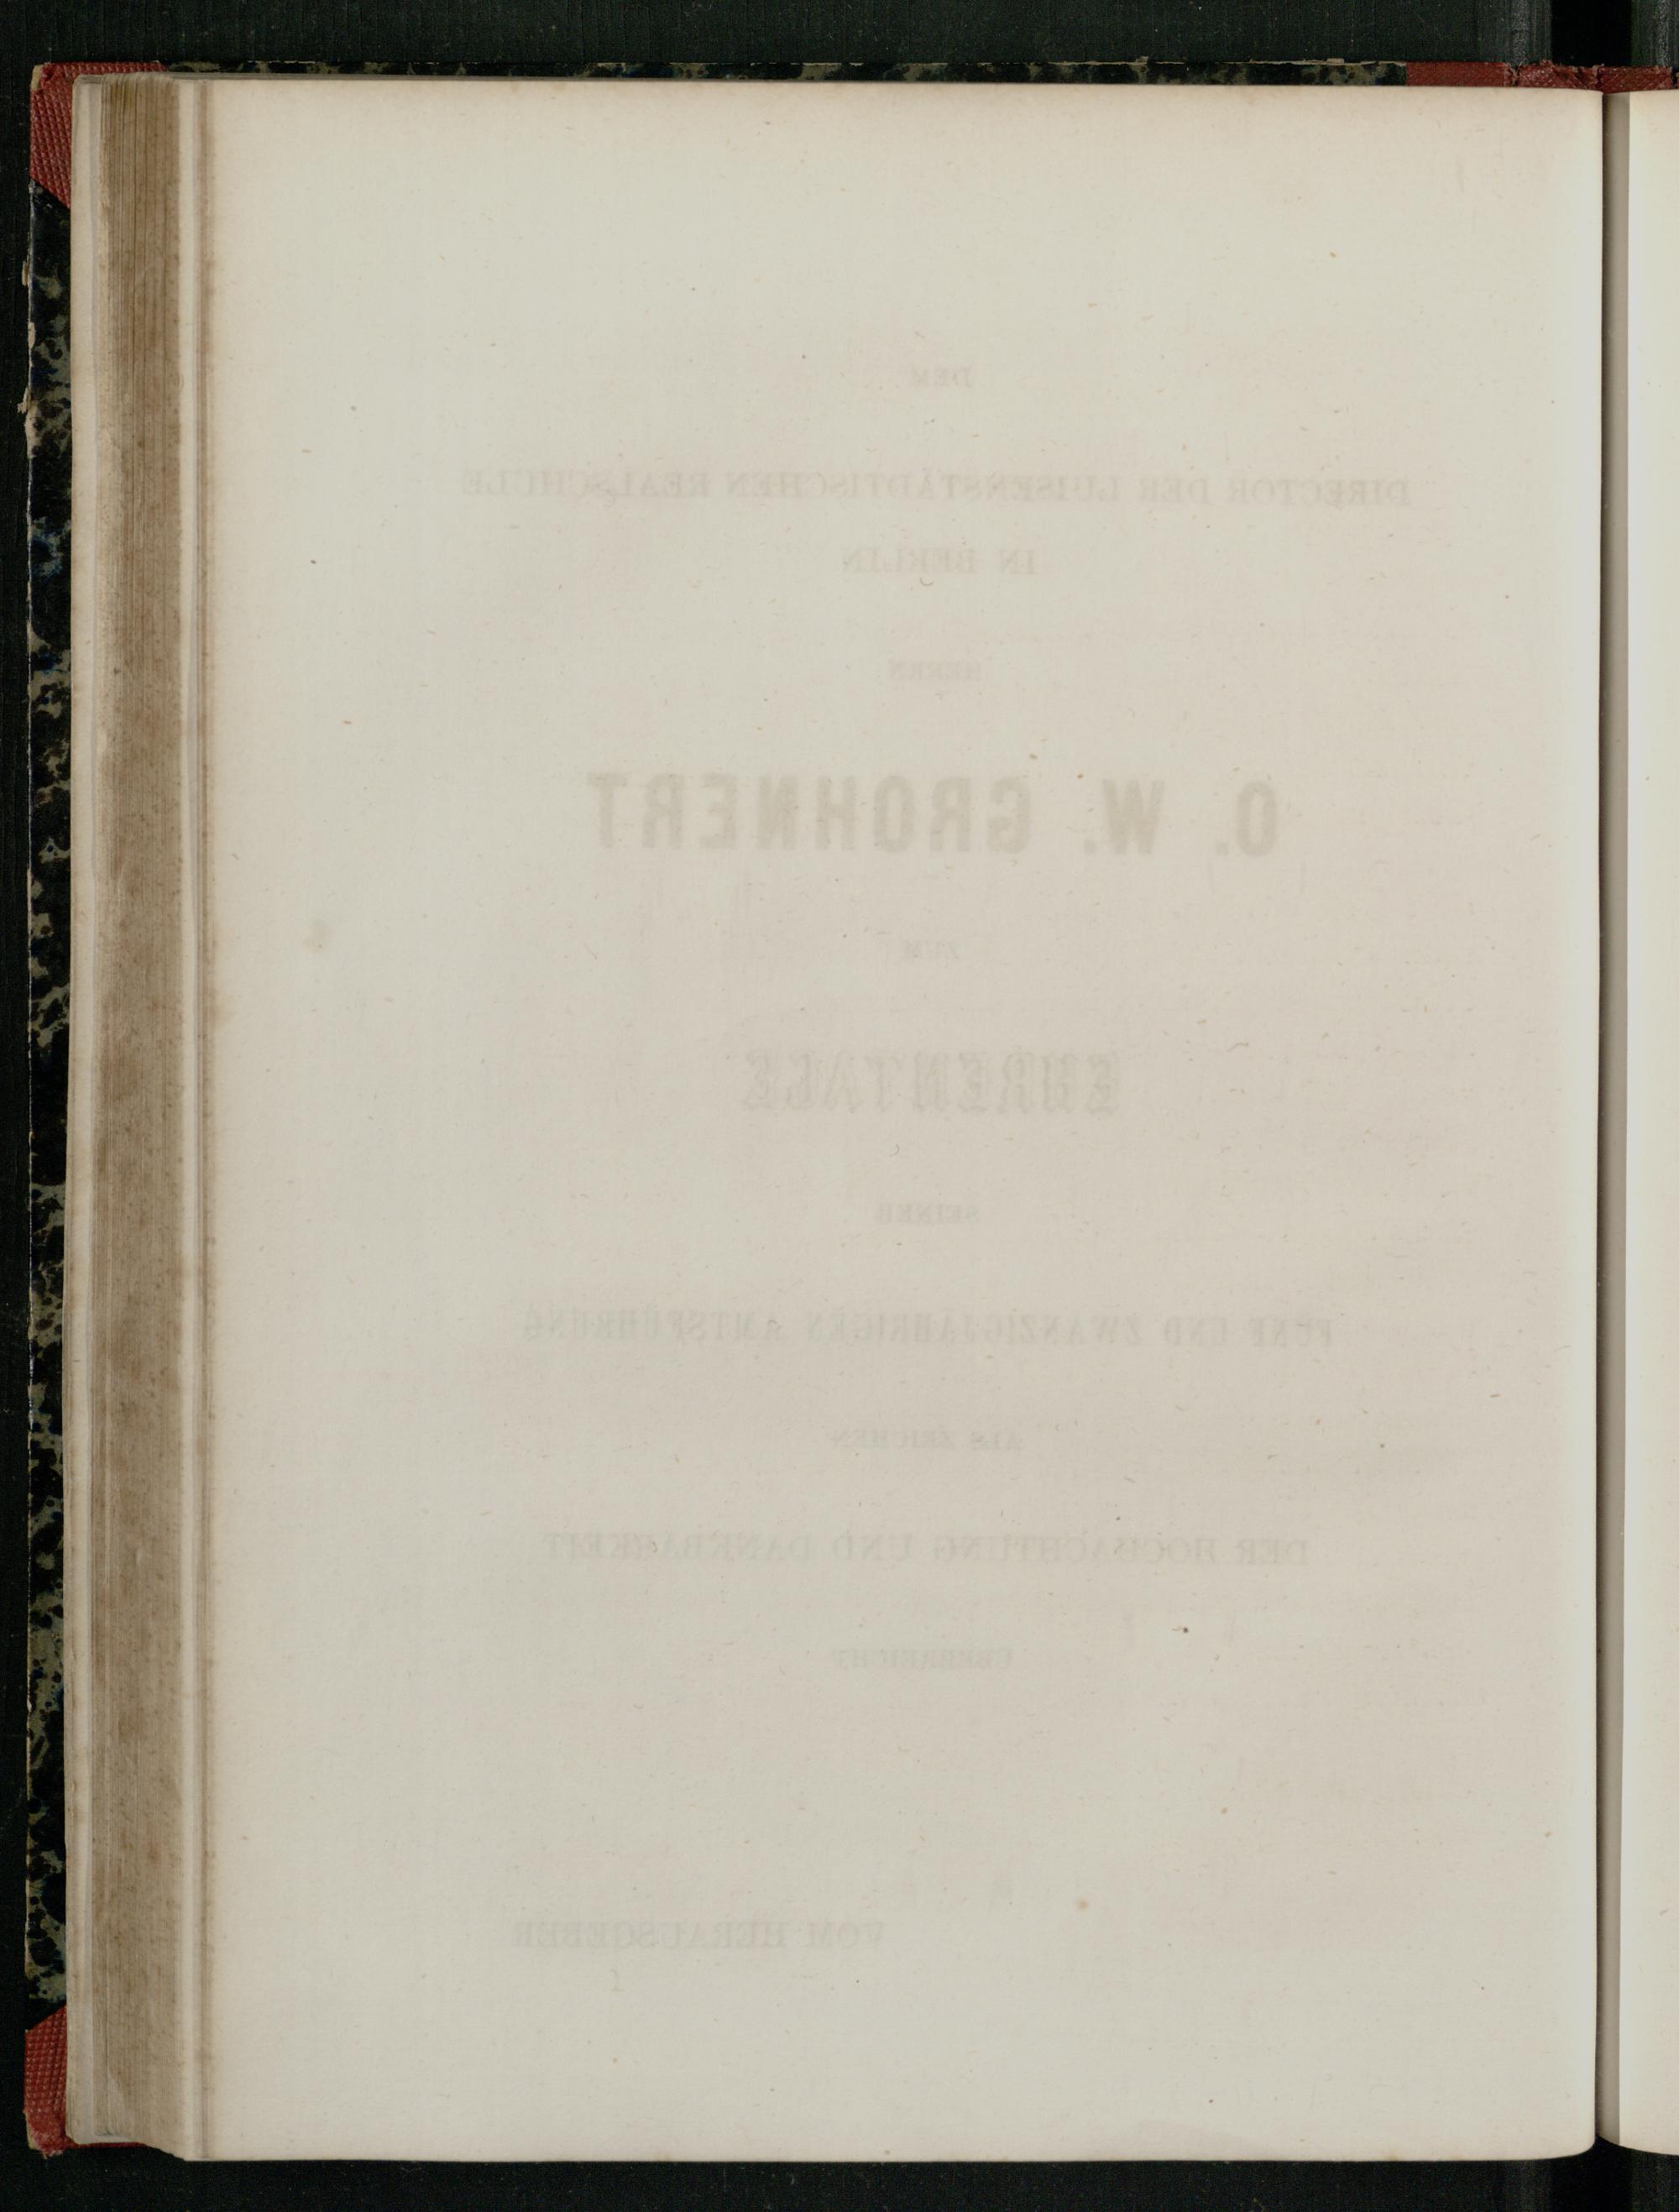 DEM
DIRECTOR DER LUISENSTÄDTISCHEN REALSCHULE
IN BERLIN
HERRN
O. W. GROHNERT
ZUM
EHRENTAGE
SEINER
FÜNF UND ZWANZIGJÄHRIGEN AMTSFÜHRUNG
ALS ZEICHEN
DER HOCHACHTUNG UND DANKBARKEIT
ÜBERREICHT
VOM HERAUSGEBER